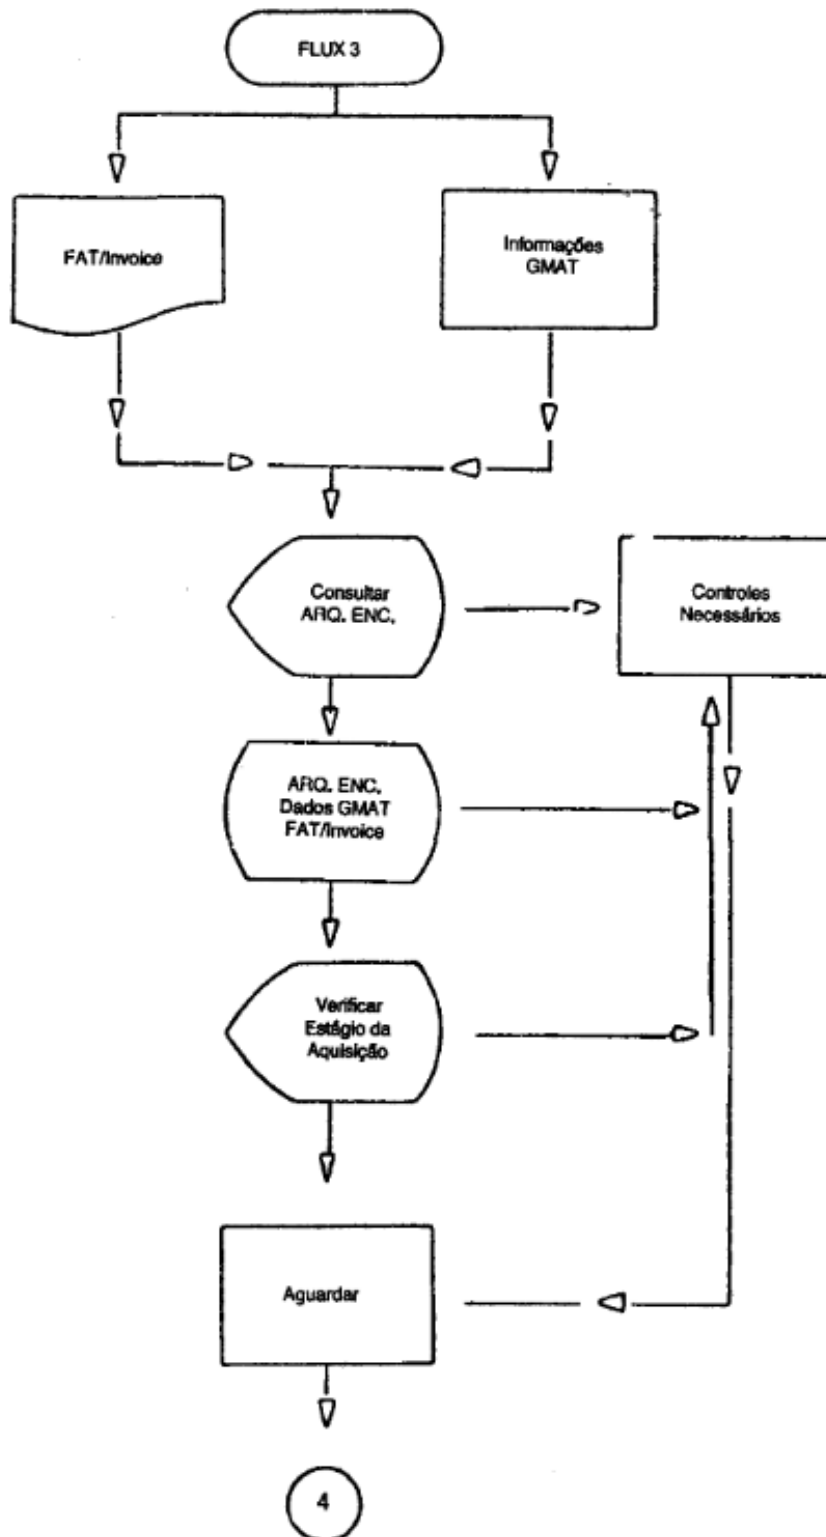 FLUX 3
FAT/Invoice
Informações
GMAT
Consultar
ARQ. ENC.
Controles
Necessários
ARQ. ENC.
Dados GMAT
FAT/Invoice
Verificar
Estágio da
Aquisição
Aguardar
4